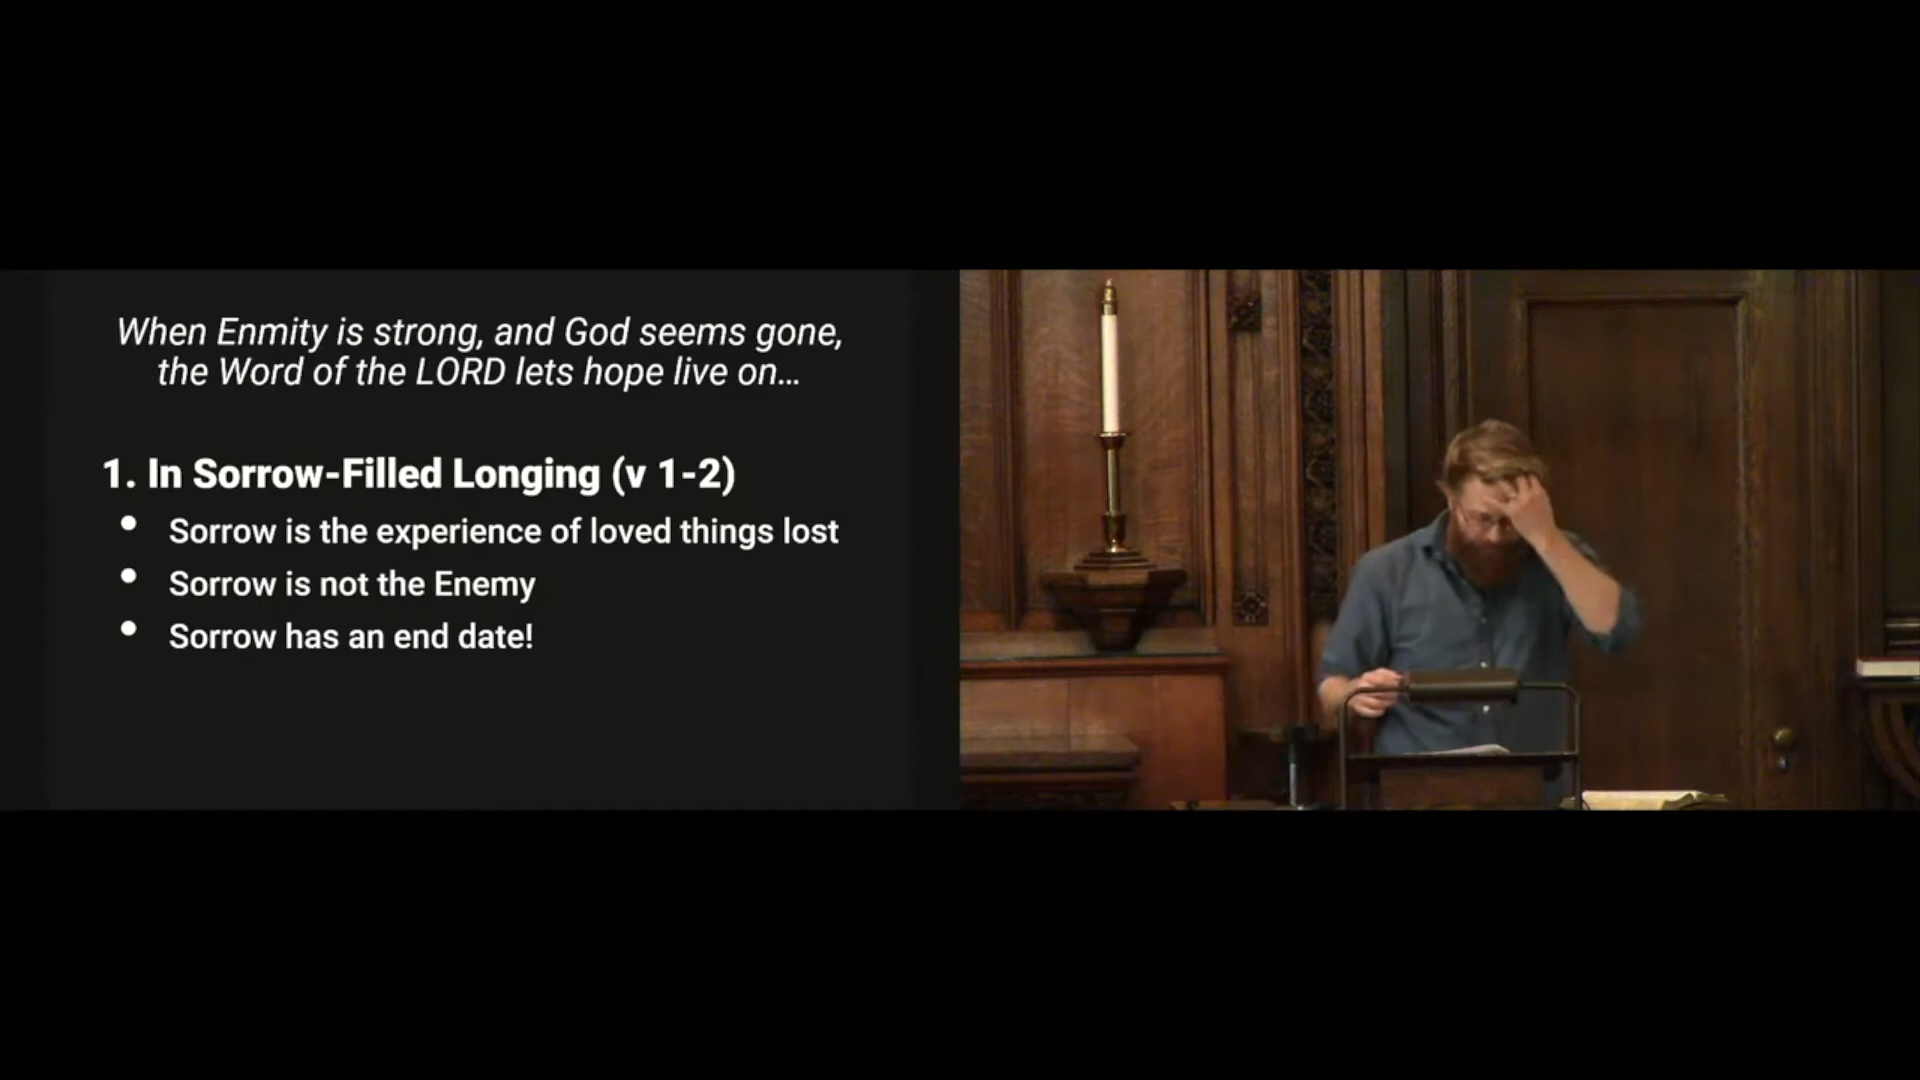 When Enmity is strong, and God seems gone,
the Word of the LORD lets hope live on...
1. In Sorrow-Filled Longing (v 1-2)
• Sorrow is the experience of loved things lost
• Sorrow is not the Enemy
• Sorrow has an end date!